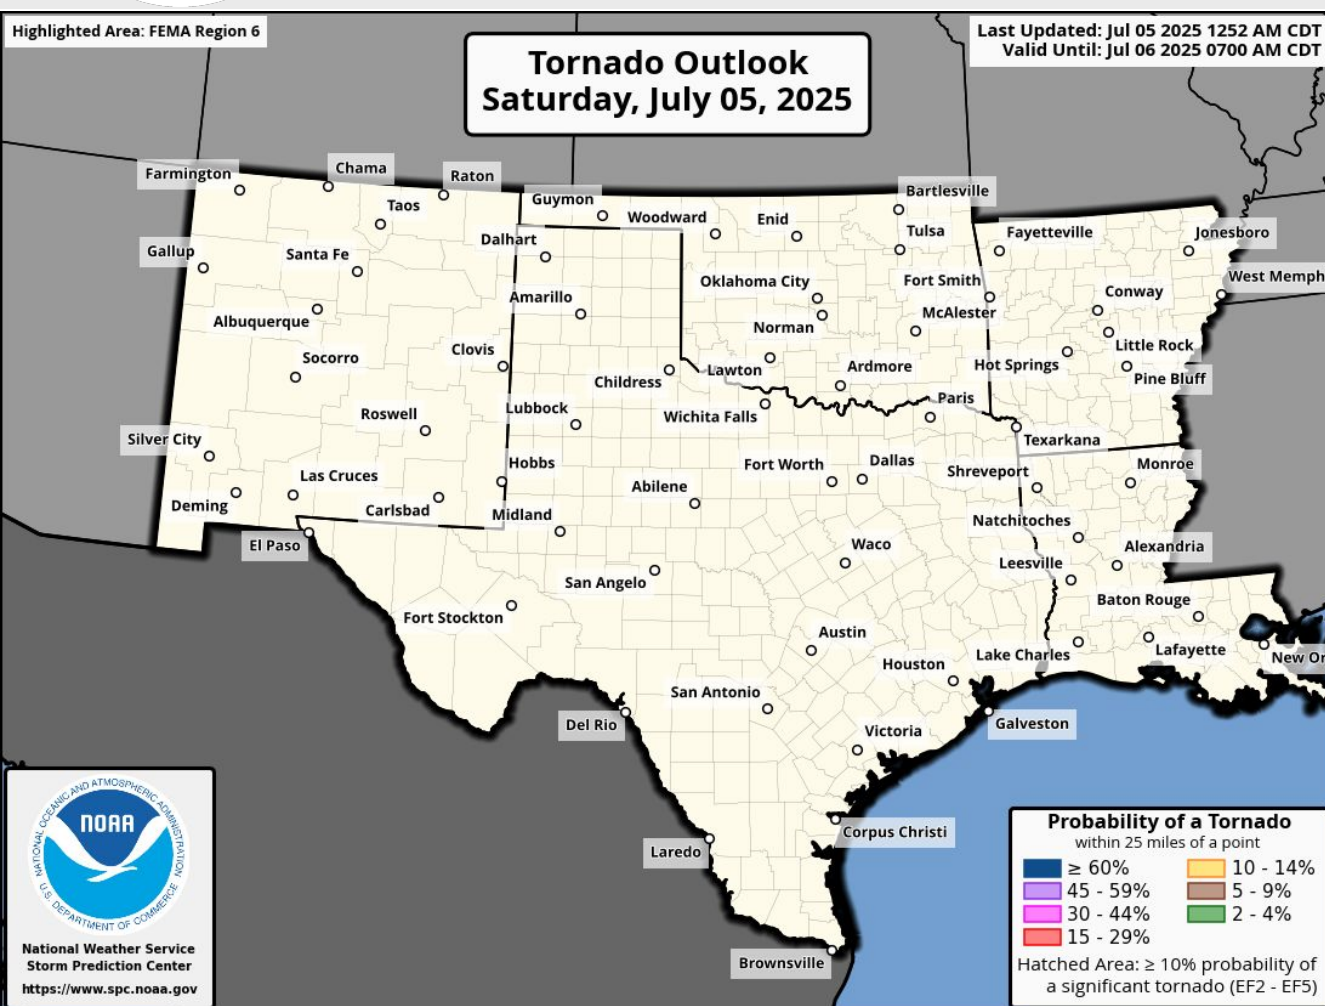 Highlighted Area: FEMA Region 6
Last Updated: Jul 05 2025 1252 AM CDT
Valid Until: Jul 06 2025 0700 AM CDT
Tornado Outlook
Saturday, July 05, 2025
Farmington
Chama
Raton
Taos
Guymon
Woodward
Enid
Bartlesville
Tulsa
Fayetteville
Jonesboro
Gallup
Santa Fe
Dalhart
Oklahoma City
Fort Smith
West Memph
Albuquerque
Amarillo
Norman
McAlester
Conway
Little Rock
Socorro
Clovis
Childress
Lawton
Ardmore
Hot Springs
Pine Bluff
Roswell
Lubbock
Wichita Falls
Paris
Texarkana
Silver City
Las Cruces
Hobbs
Abilene
Fort Worth
Dallas
Shreveport
Monroe
Deming
Carlsbad
Midland
Natchitoches
El Paso
San Angelo
Waco
Leesville
Alexandria
Fort Stockton
Austin
Baton Rouge
Houston
Lake Charles
Lafayette
New Or
San Antonio
Del Rio
Victoria
Galveston
Laredo
Corpus Christi
Brownsville
NATIONAL OCEANIC AND ATMOSPHERIC ADMINISTRATION
NOAA
U.S. DEPARTMENT OF COMMERCE
National Weather Service
Storm Prediction Center
https://www.spc.noaa.gov
Probability of a Tornado
within 25 miles of a point
≥ 60%
10 - 14%
45 - 59%
5 - 9%
30 - 44%
2 - 4%
15 - 29%
Hatched Area: ≥ 10% probability of
a significant tornado (EF2 - EF5)